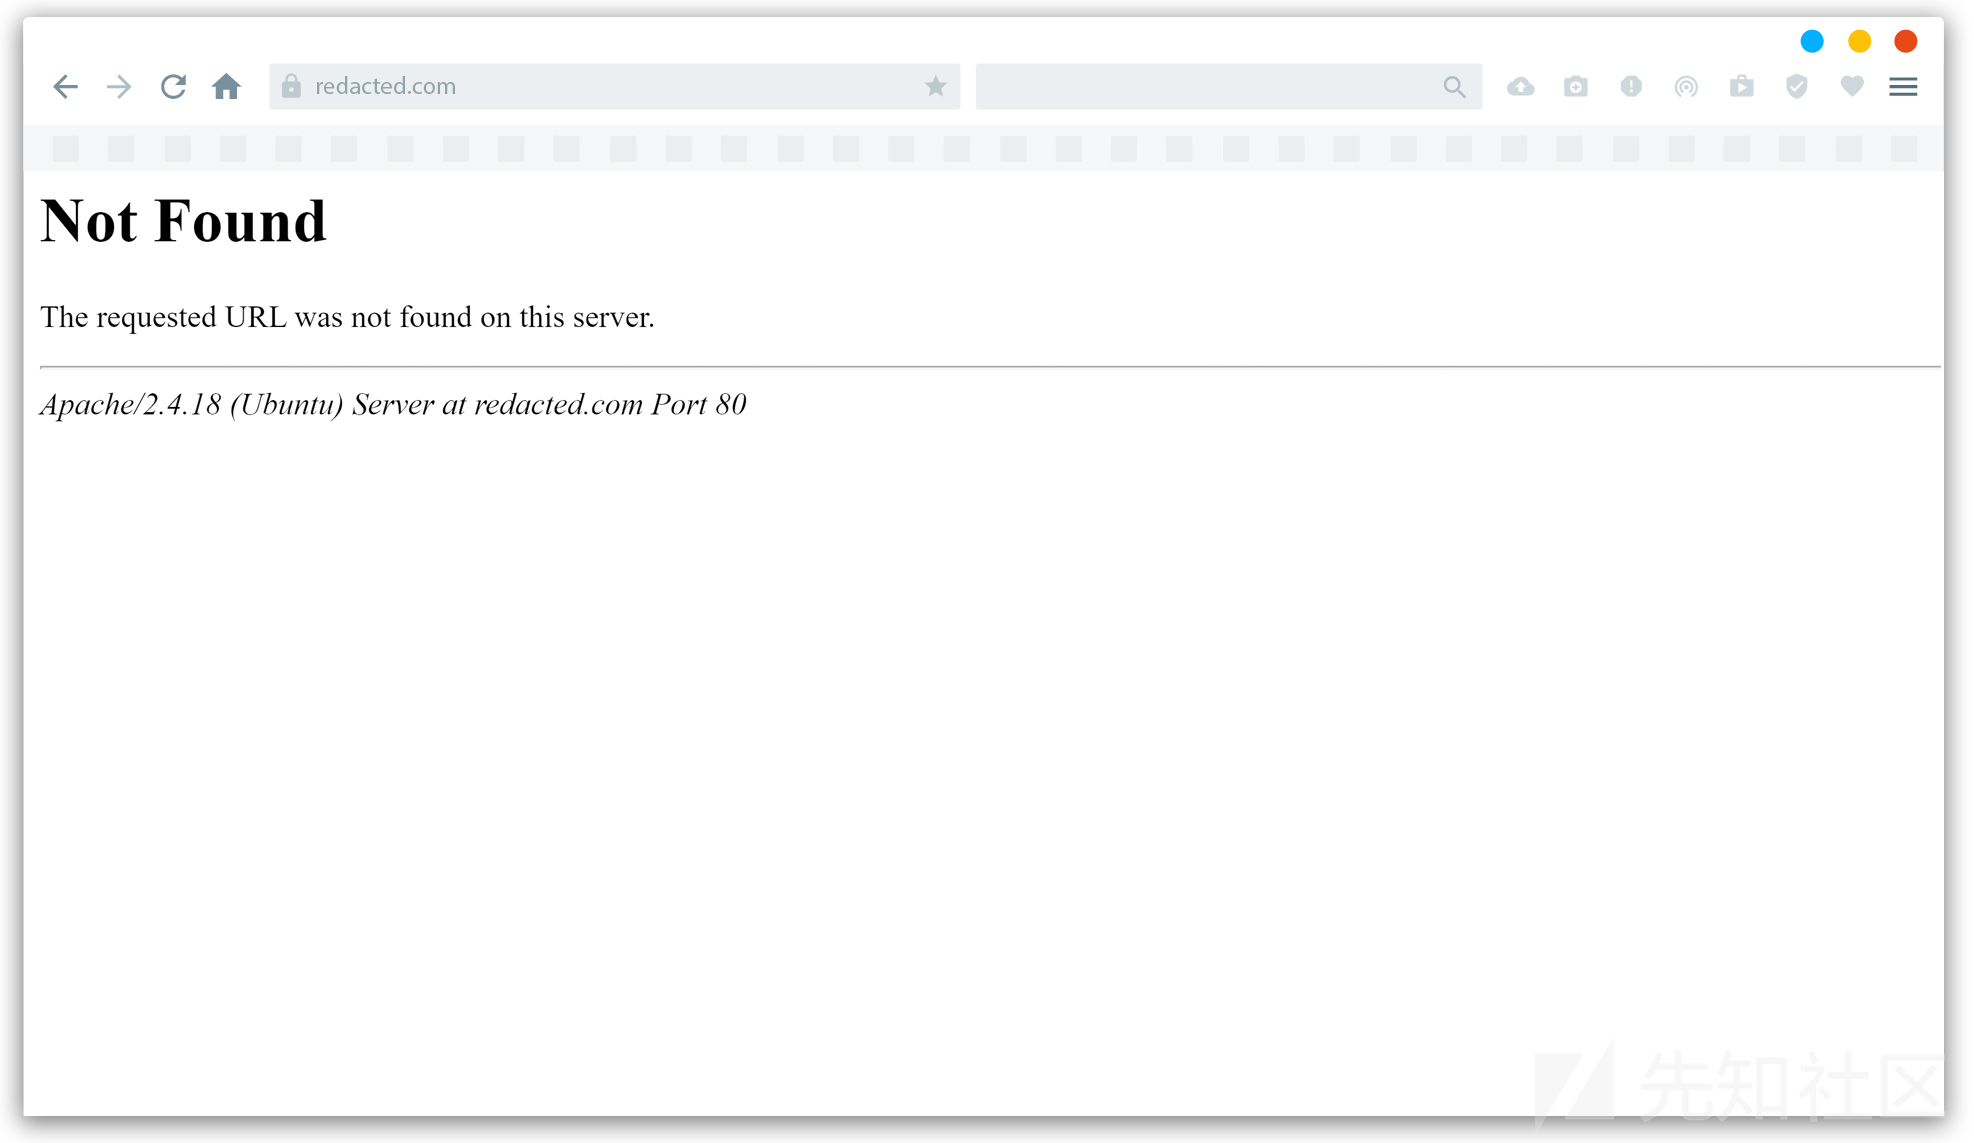 redacted.com
Not Found
The requested URL was not found on this server.
Apache/2.4.18 (Ubuntu) Server at redacted.com Port 80
先知社区